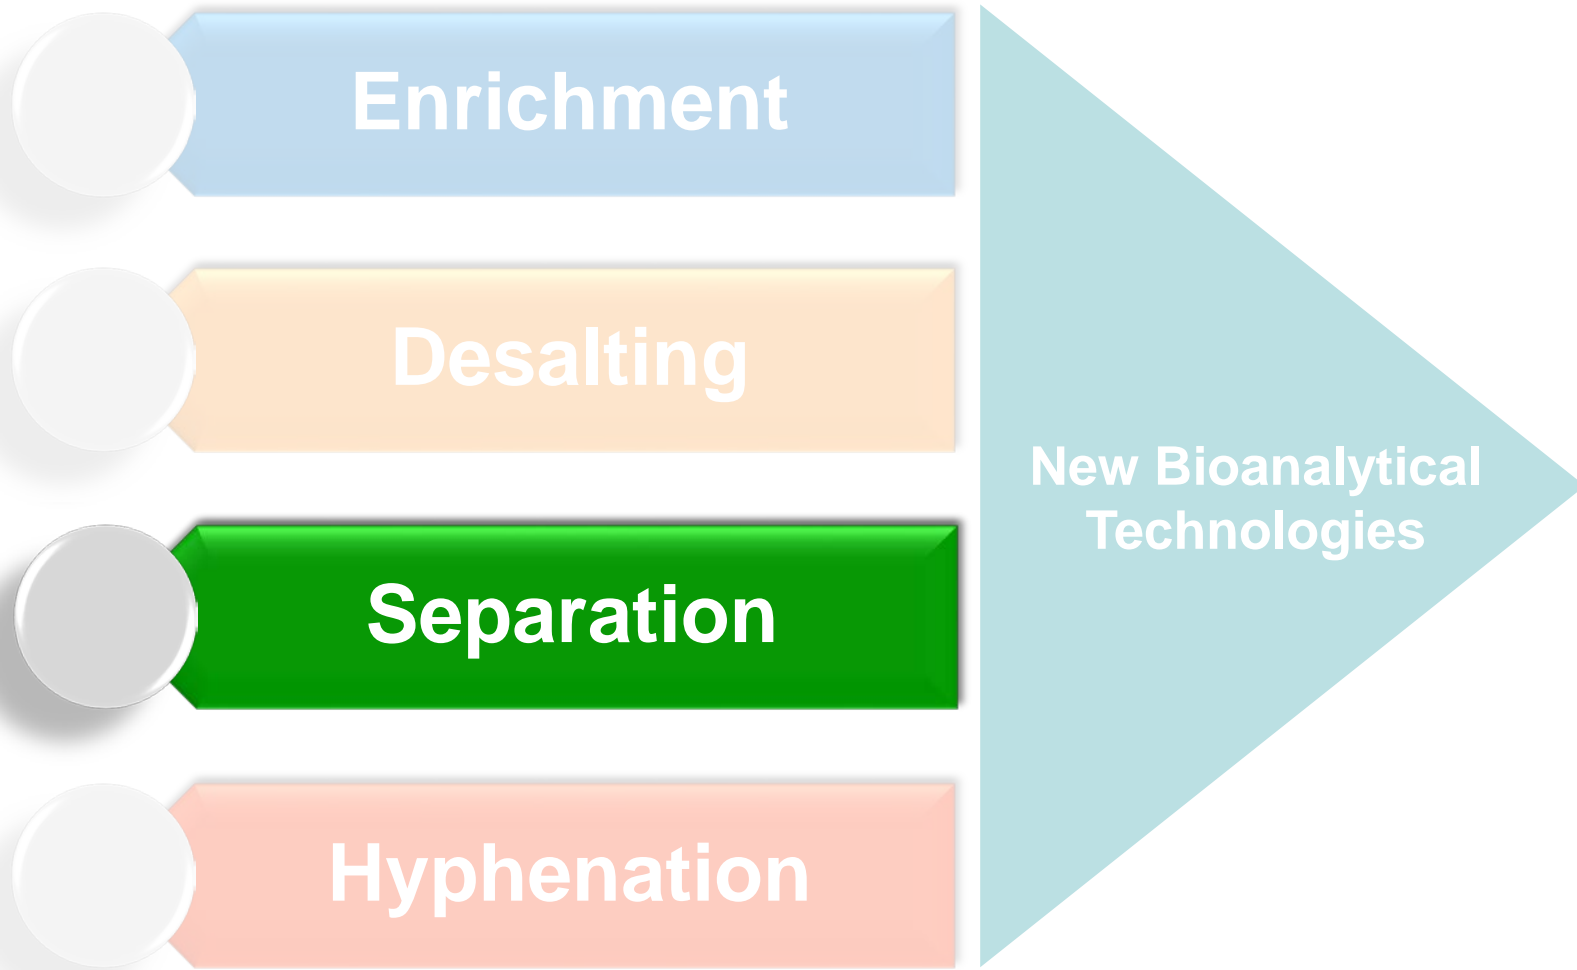 Enrichment
Desalting
Separation
Hyphenation
New Bioanalytical
Technologies